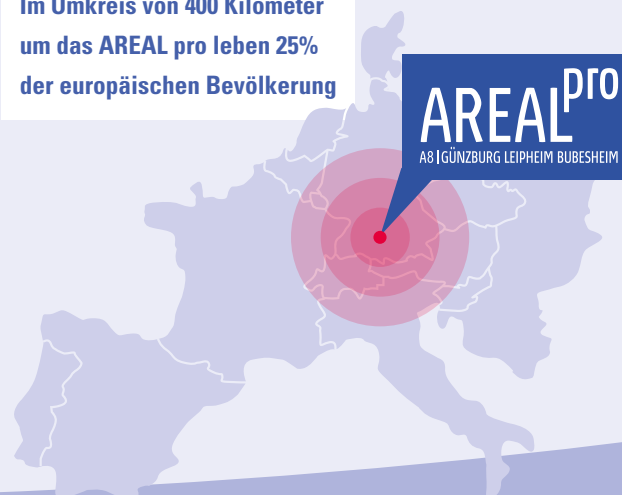 Im Umkreis von 400 Kilometer
um das AREAL pro leben 25%
der europäischen Bevölkerung
AREAL pro
A8 | GÜNZBURG LEIPHEIM BUBESHEIM